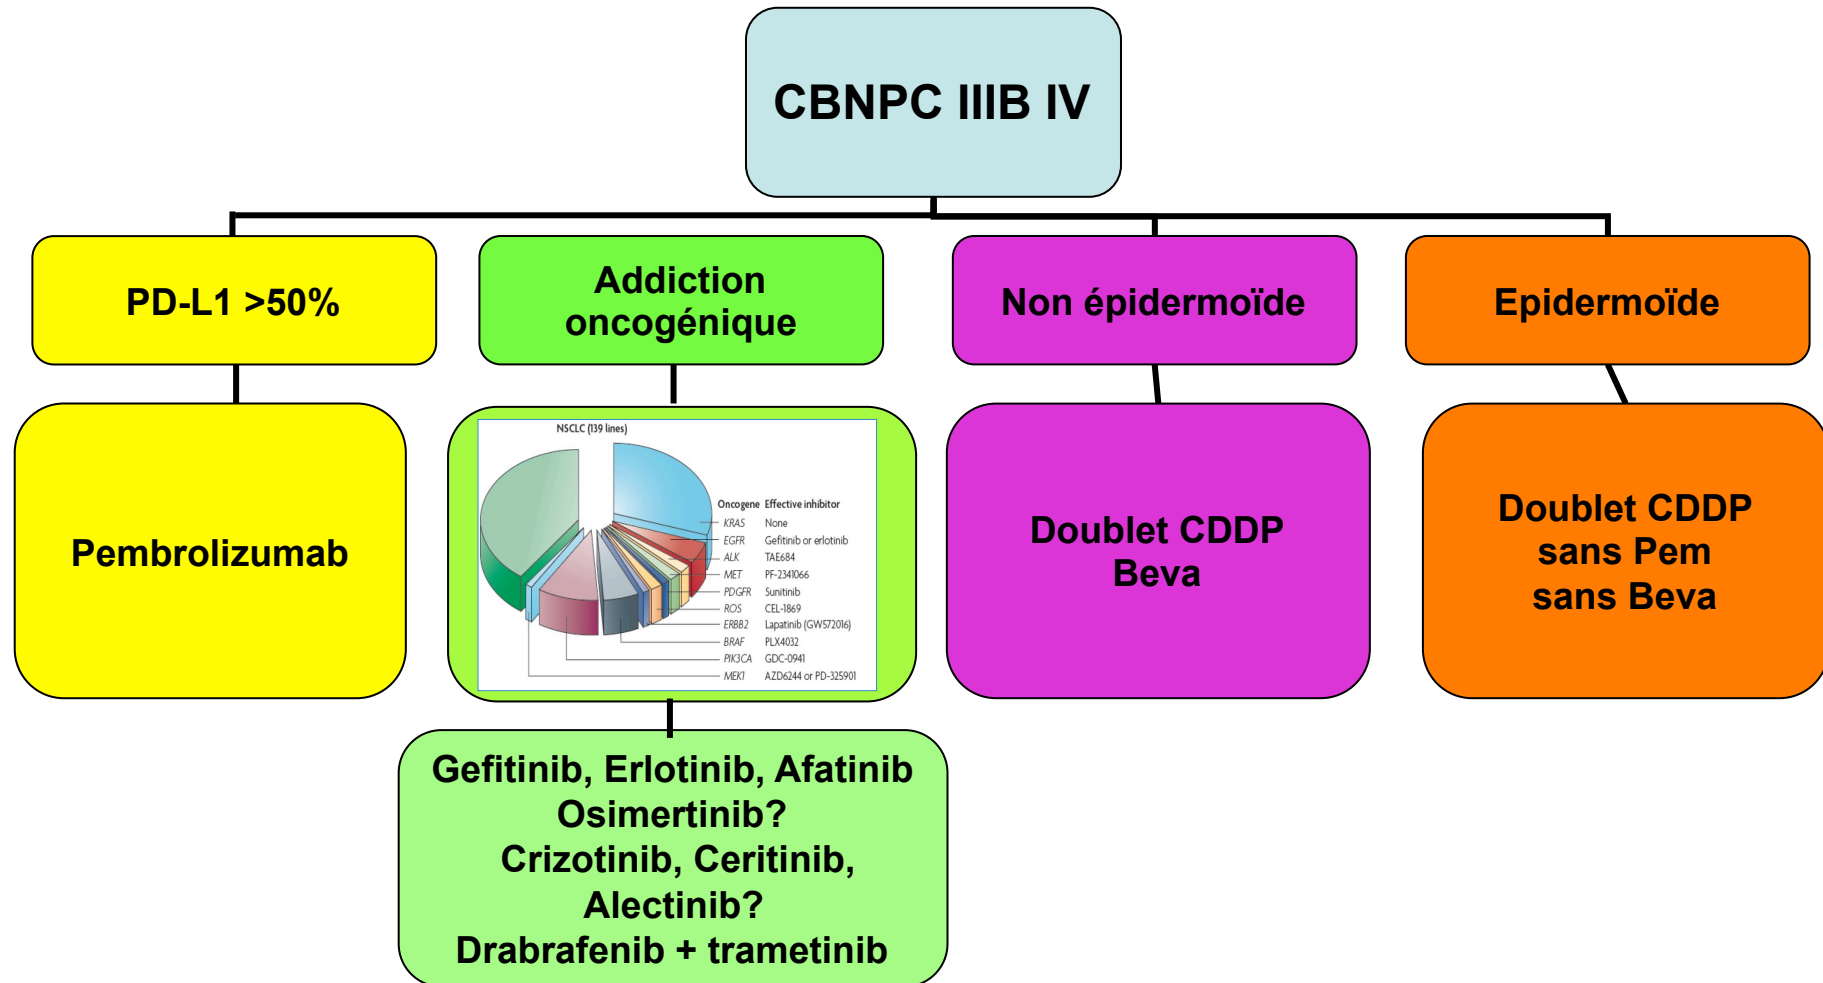 CBNPC IIIB IV
PD-L1 >50%
Addiction
oncogénique
Non épidermoïde
Epidermoïde
Pembrolizumab
NSCLC (139 lines)
Oncogene Effective inhibitor
KRAS None
EGFR Gefitinib or erlotinib
ALK TAE684
MET PF-2341066
PDGFR Sunitinib
ROS CEL-1869
ERBB2 Lapatinib (GW572016)
BRAF PLX4032
PIK3CA GDC-0941
MEK1 AZD6244 or PD-325901
Doublet CDDP
Beva
Doublet CDDP
sans Pem
sans Beva
Gefitinib, Erlotinib, Afatinib
Osimertinib?
Crizotinib, Ceritinib,
Alectinib?
Drabrafenib + trametinib